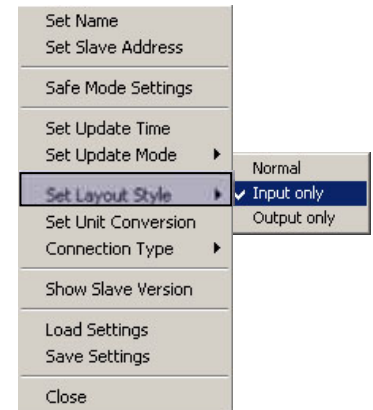 Set Name
Set Slave Address
Safe Mode Settings
Set Update Time
Set Update Mode
Set Layout Style
Set Unit Conversion
Connection Type
Show Slave Version
Load Settings
Save Settings
Close
Normal
Input only
Output only